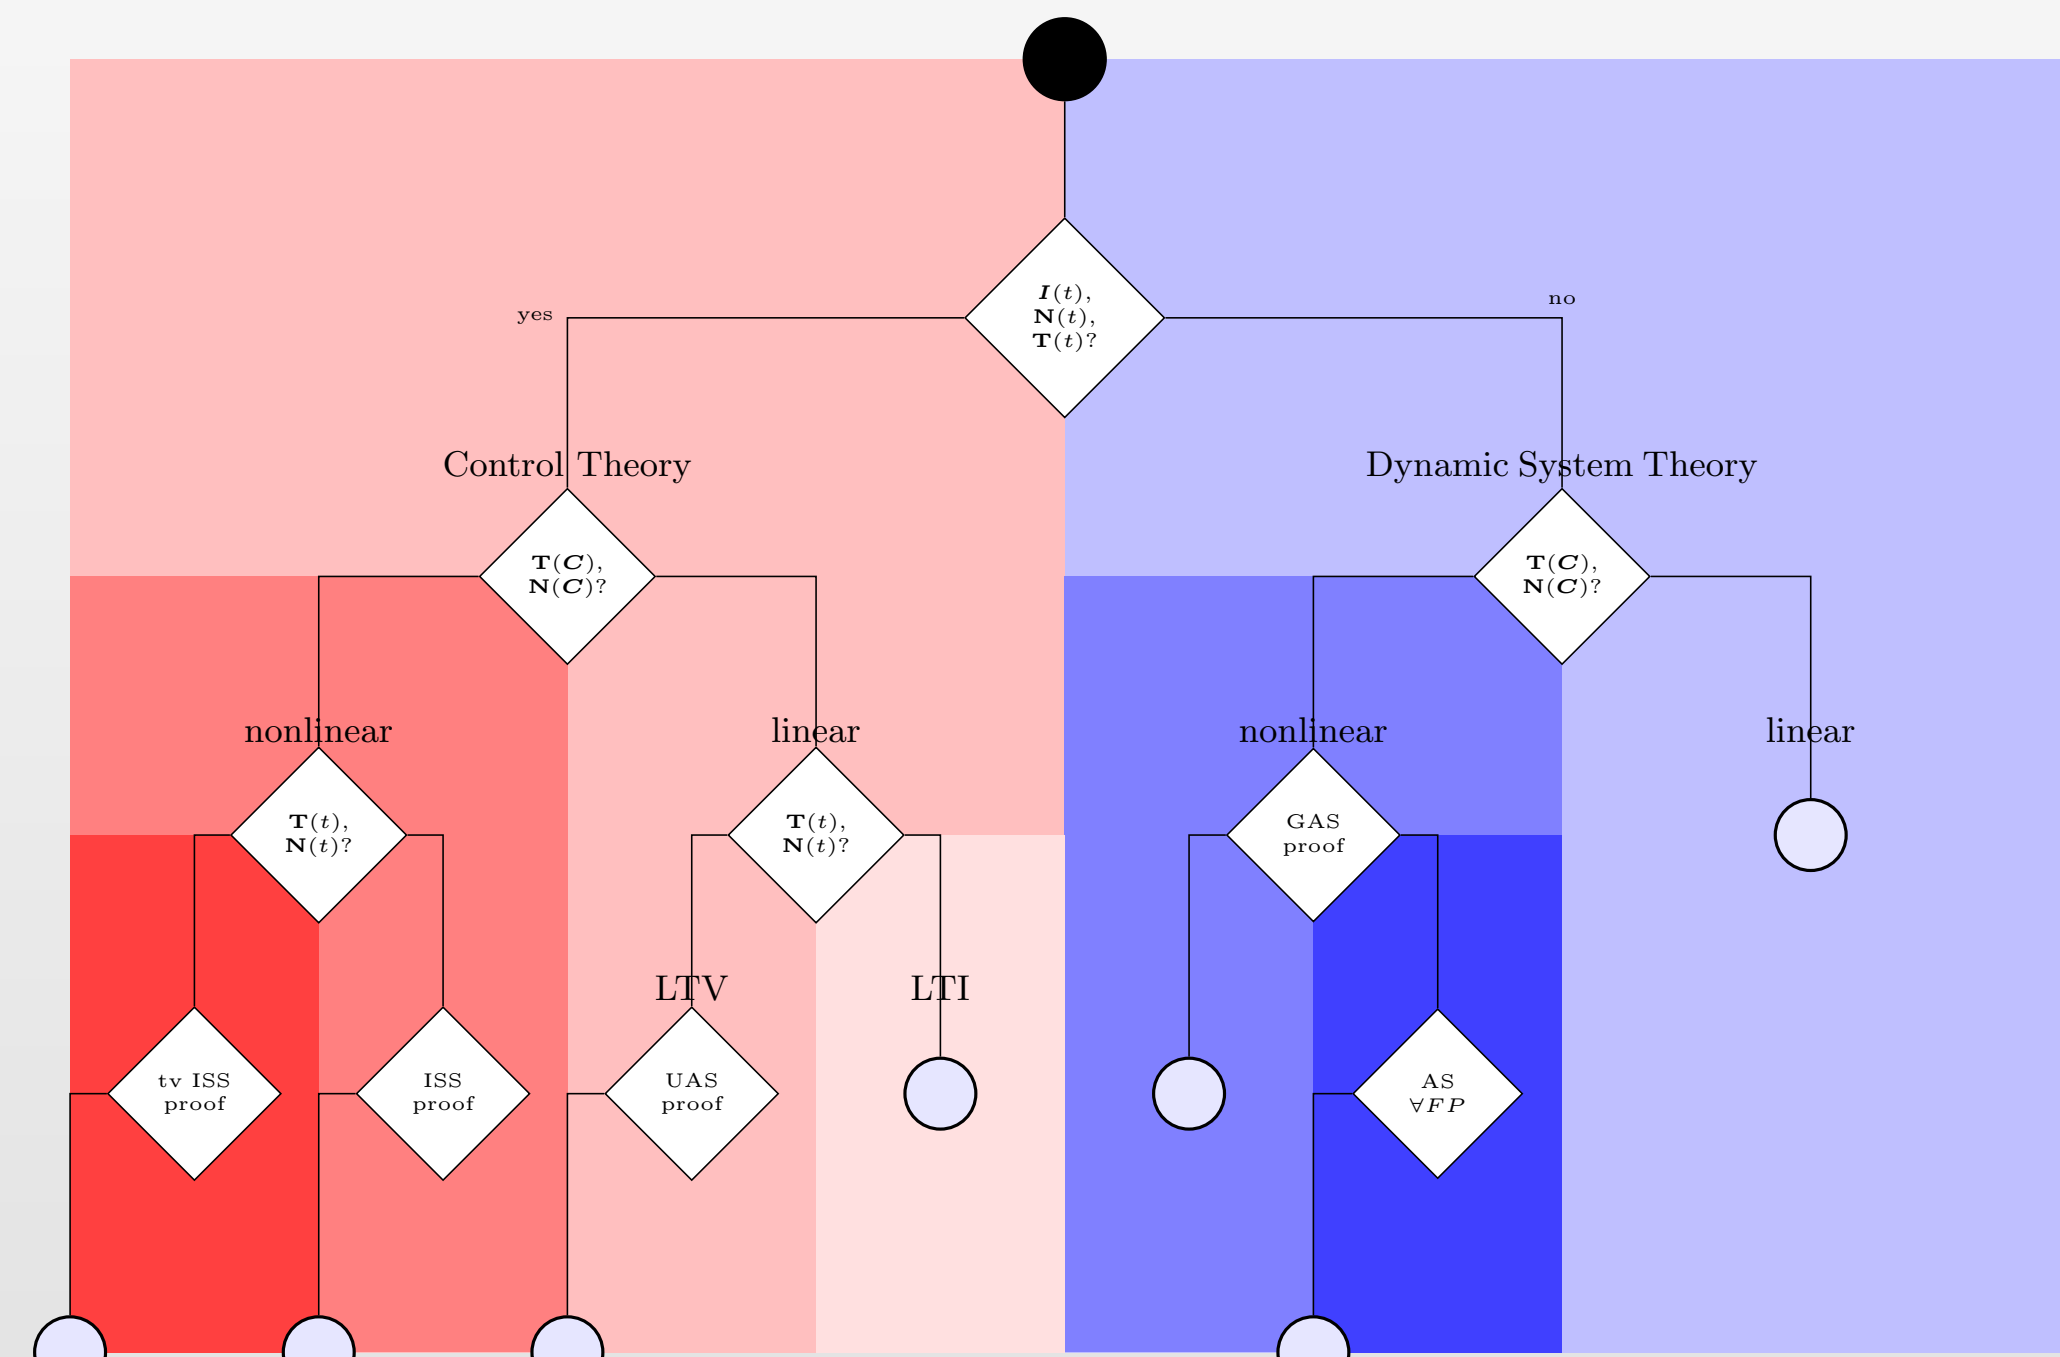 I(t),
N(t),
T(t)?
yes
no
Control Theory
Dynamic System Theory
T(C),
N(C)?
T(C),
N(C)?
nonlinear
linear
nonlinear
linear
T(t),
N(t)?
T(t),
N(t)?
GAS
proof
LTV
LTI
tv ISS
proof
ISS
proof
UAS
proof
AS
∀FP